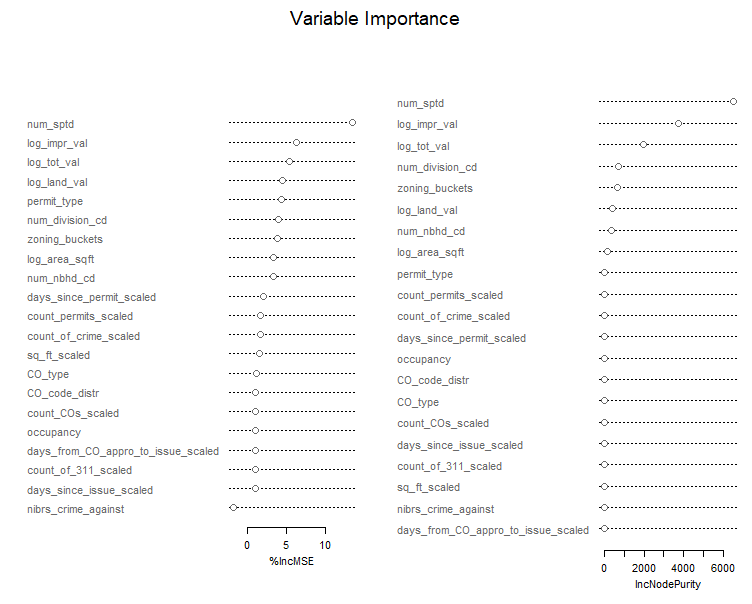 Variable Importance
num_sptd
log_impr_val
log_tot_val
log_land_val
permit_type
num_division_cd
zoning_buckets
log_area_sqft
num_nbhd_cd
days_since_permit_scaled
count_permits_scaled
count_of_crime_scaled
sq_ft_scaled
CO_type
CO_code_distr
count_COs_scaled
occupancy
days_from_CO_appro_to_issue_scaled
count_of_311_scaled
days_since_issue_scaled
nibrs_crime_against
0 5 10
%IncMSE
num_sptd
log_impr_val
log_tot_val
num_division_cd
zoning_buckets
log_land_val
num_nbhd_cd
log_area_sqft
permit_type
count_permits_scaled
count_of_crime_scaled
days_since_permit_scaled
occupancy
CO_code_distr
CO_type
count_COs_scaled
days_since_issue_scaled
count_of_311_scaled
sq_ft_scaled
nibrs_crime_against
days_from_CO_appro_to_issue_scaled
0 2000 4000 6000
IncNodePurity